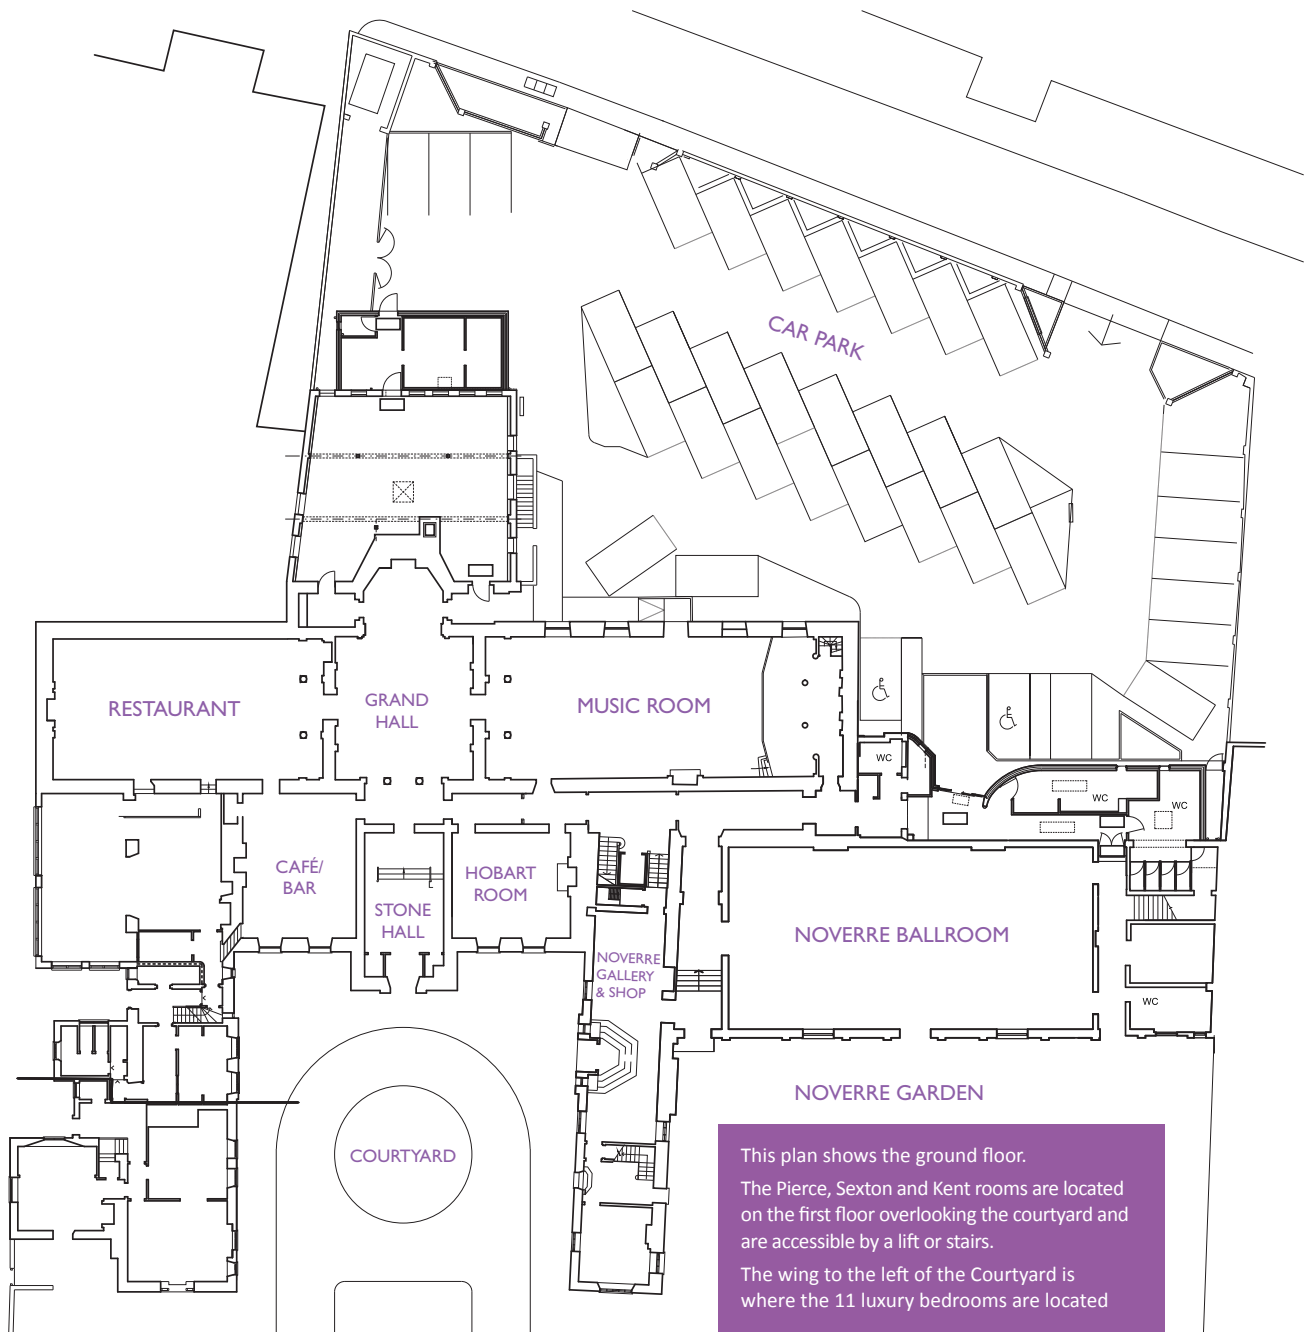 CAR PARK
RESTAURANT
GRAND
HALL
MUSIC ROOM
WC
WC
WC
CAFÉ/
BAR
STONE
HALL
HOBART
ROOM
NOVERRE
GALLERY
& SHOP
NOVERRE BALLROOM
WC
NOVERRE GARDEN
COURTYARD
This plan shows the ground floor.
The Pierce, Sexton and Kent rooms are located
on the first floor overlooking the courtyard and
are accessible by a lift or stairs.
The wing to the left of the Courtyard is
where the 11 luxury bedrooms are located